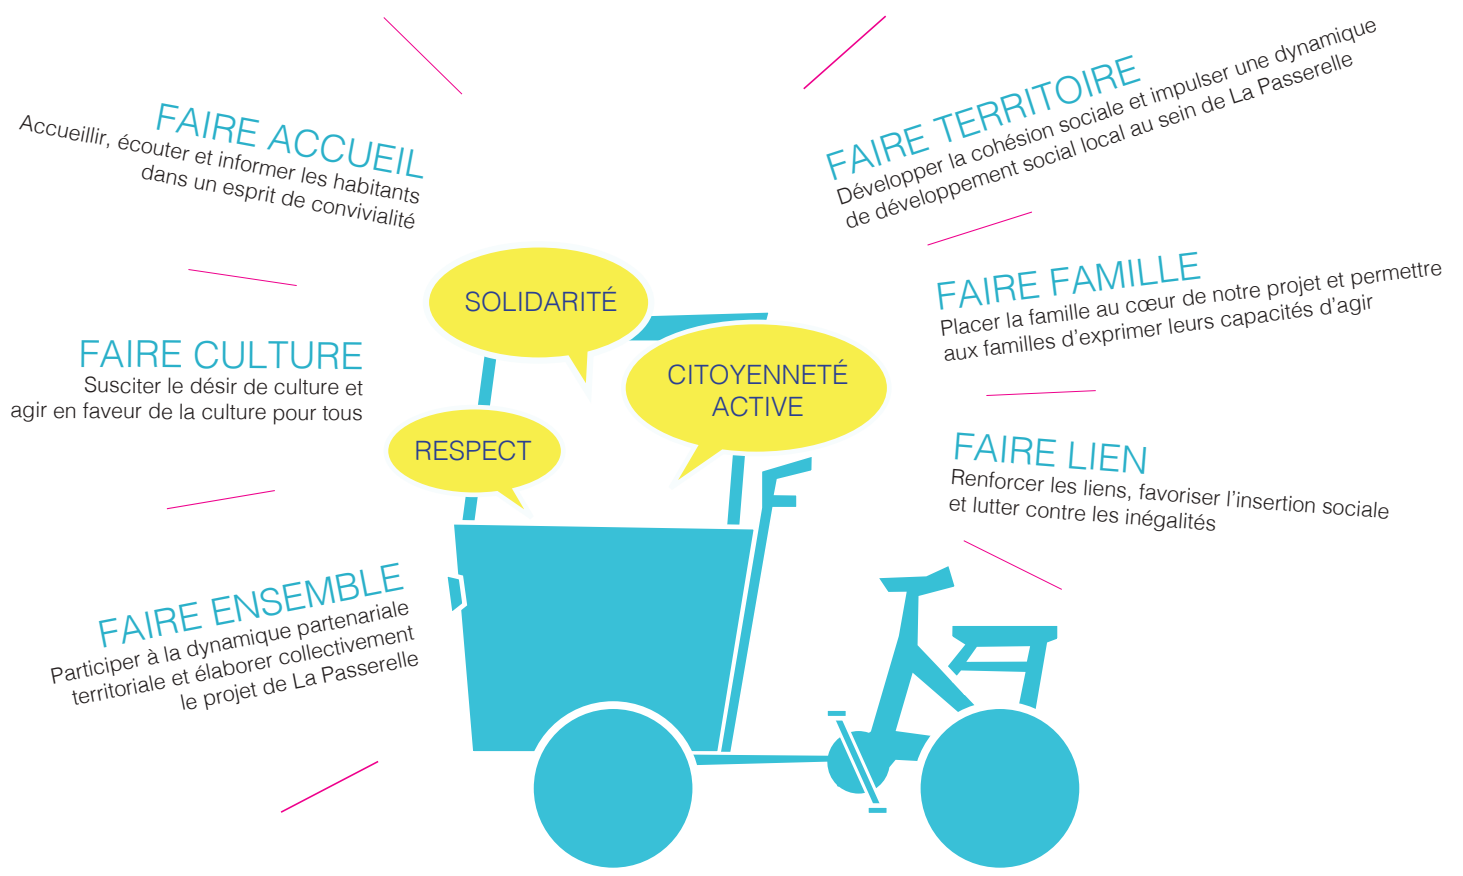 FAIRE ACCUEIL
Accueillir, écouter et informer les habitants
dans un esprit de convivialité
FAIRE CULTURE
Susciter le désir de culture et
agir en faveur de la culture pour tous
FAIRE ENSEMBLE
Participer à la dynamique partenariale
territoriale et élaborer collectivement
le projet de La Passerelle
SOLIDARITÉ
CITOYENNETÉ
ACTIVE
RESPECT
FAIRE TERRITOIRE
Développer la cohésion sociale et impulser une dynamique
de développement social local au sein de La Passerelle
FAIRE FAMILLE
Placer la famille au cœur de notre projet et permettre
aux familles d’exprimer leurs capacités d’agir
FAIRE LIEN
Renforcer les liens, favoriser l’insertion sociale
et lutter contre les inégalités